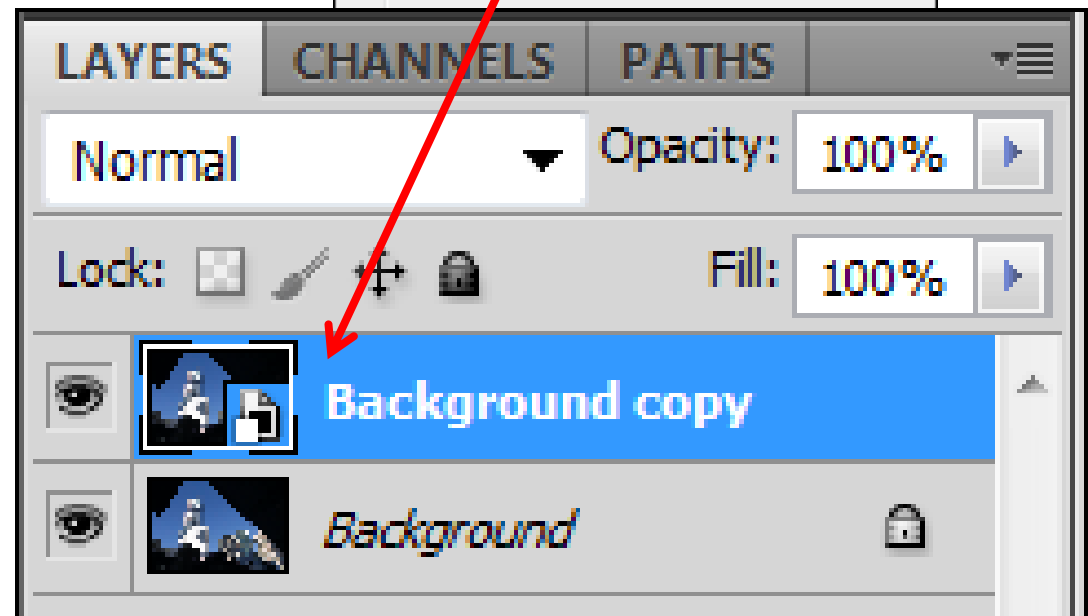 LAYERS CHANNELS PATHS
Normal Opacity: 100%
Lock: Fill: 100%
Background copy
Background